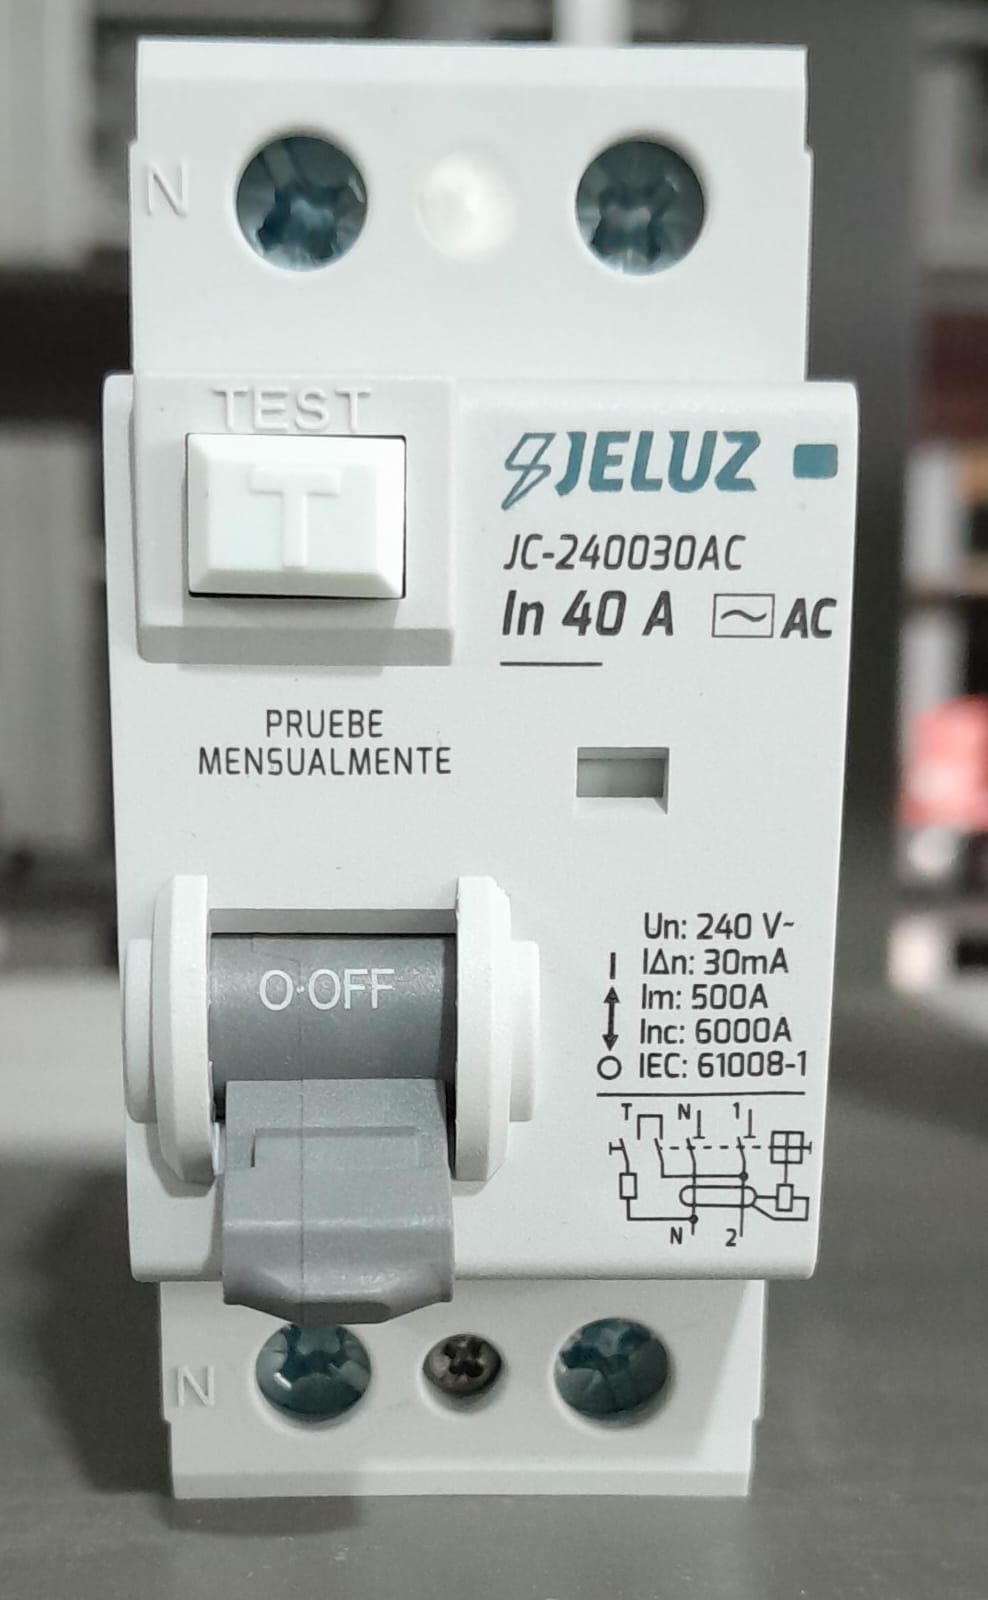 N
TEST
T
JELUZ
JC-240030AC
In 40 A ~ AC
PRUEBE
MENSUALMENTE
O·OFF
Un: 240 V~
I I∆n: 30mA
Im: 500A
Inc: 6000A
O IEC: 61008-1
T N 1
N 2
N